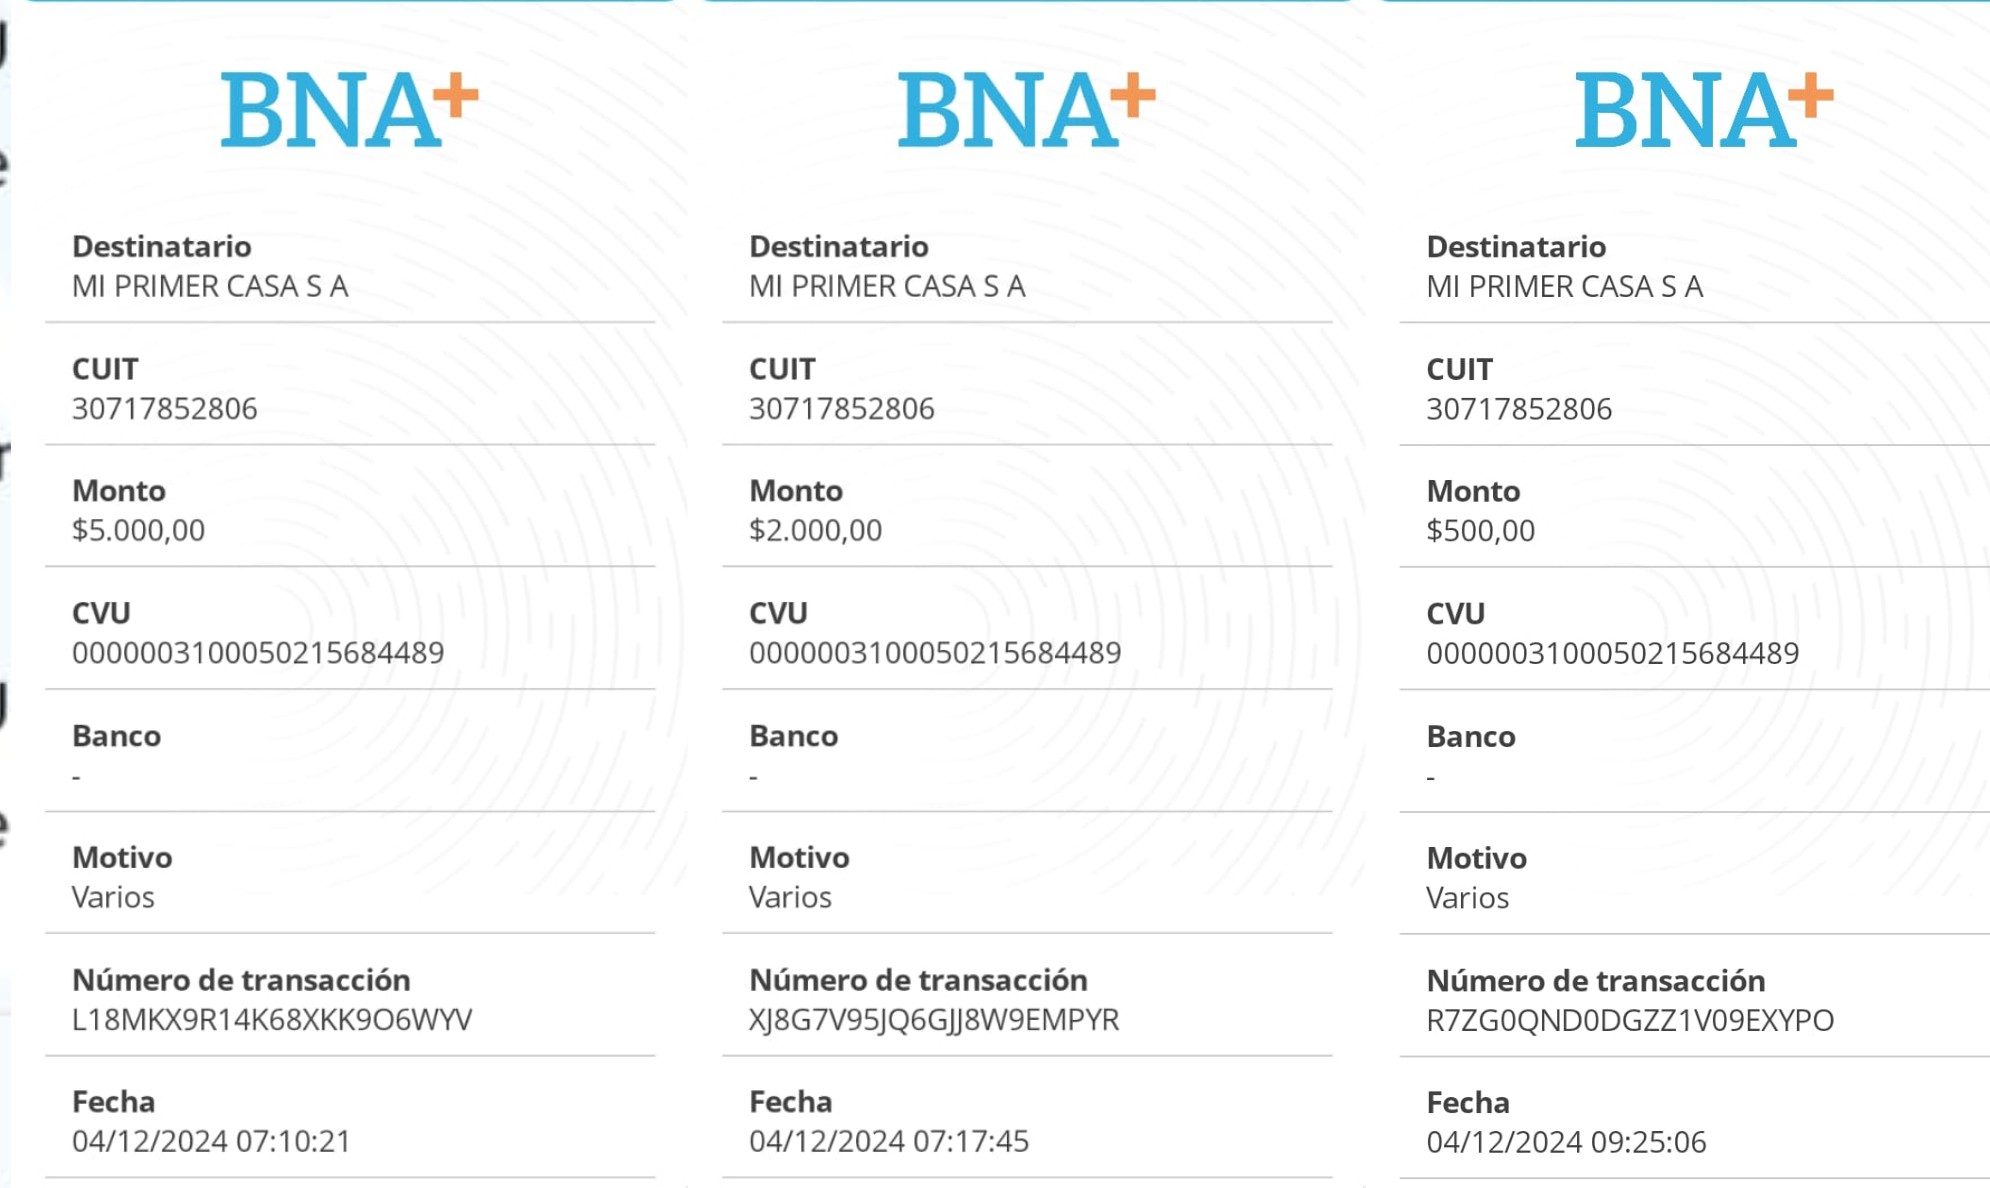 BNA+
Destinatario
MI PRIMER CASA S A
CUIT
30717852806
Monto
$5.000,00
CVU
0000003100050215684489
Banco
-
Motivo
Varios
Número de transacción
L18MKX9R14K68XKK9O6WYV
Fecha
04/12/2024 07:10:21
BNA+
Destinatario
MI PRIMER CASA S A
CUIT
30717852806
Monto
$2.000,00
CVU
0000003100050215684489
Banco
-
Motivo
Varios
Número de transacción
XJ8G7V95JQ6GJJ8W9EMPYR
Fecha
04/12/2024 07:17:45
BNA+
Destinatario
MI PRIMER CASA S A
CUIT
30717852806
Monto
$500,00
CVU
0000003100050215684489
Banco
-
Motivo
Varios
Número de transacción
R7ZG0QND0DGZZ1V09EXYPO
Fecha
04/12/2024 09:25:06